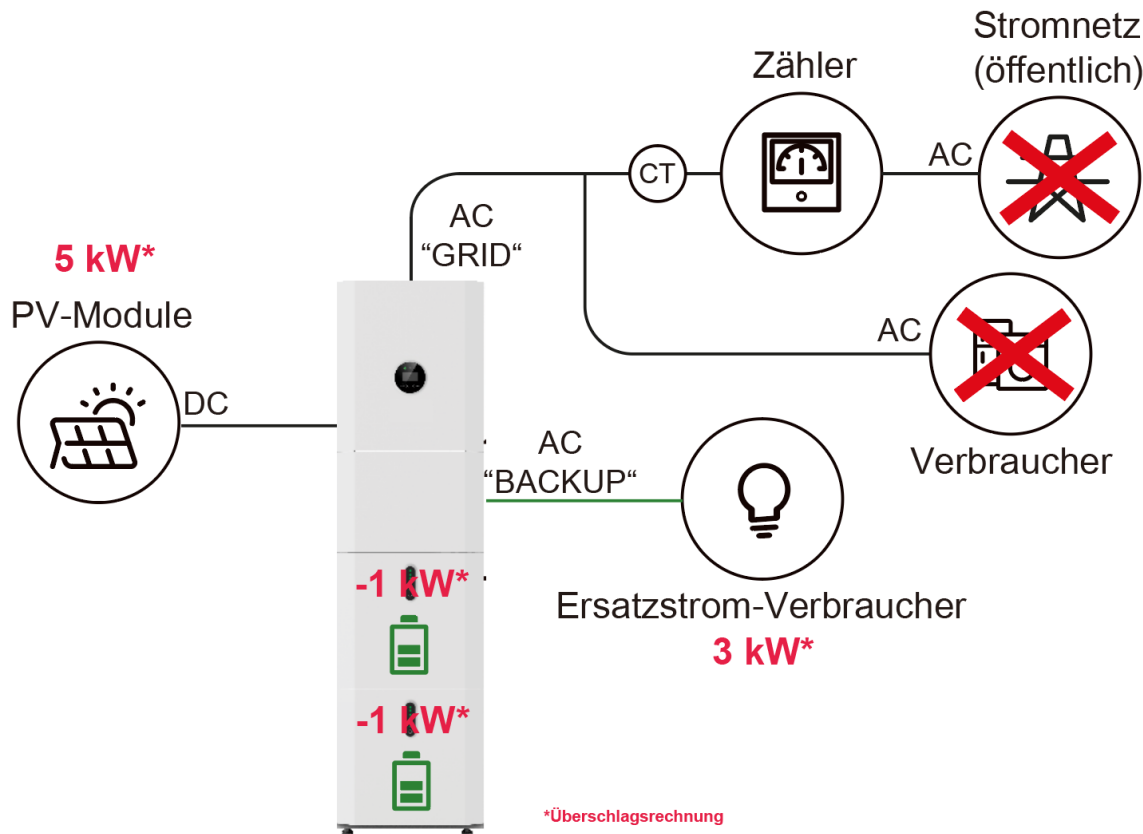 Stromnetz
(öffentlich)
Zähler
AC
CT
AC
“GRID“
5 kW*
PV-Module
DC
AC
Verbraucher
AC
“BACKUP“
-1 kW*
Ersatzstrom-Verbraucher
3 kW*
-1 kW*
*Überschlagsrechnung